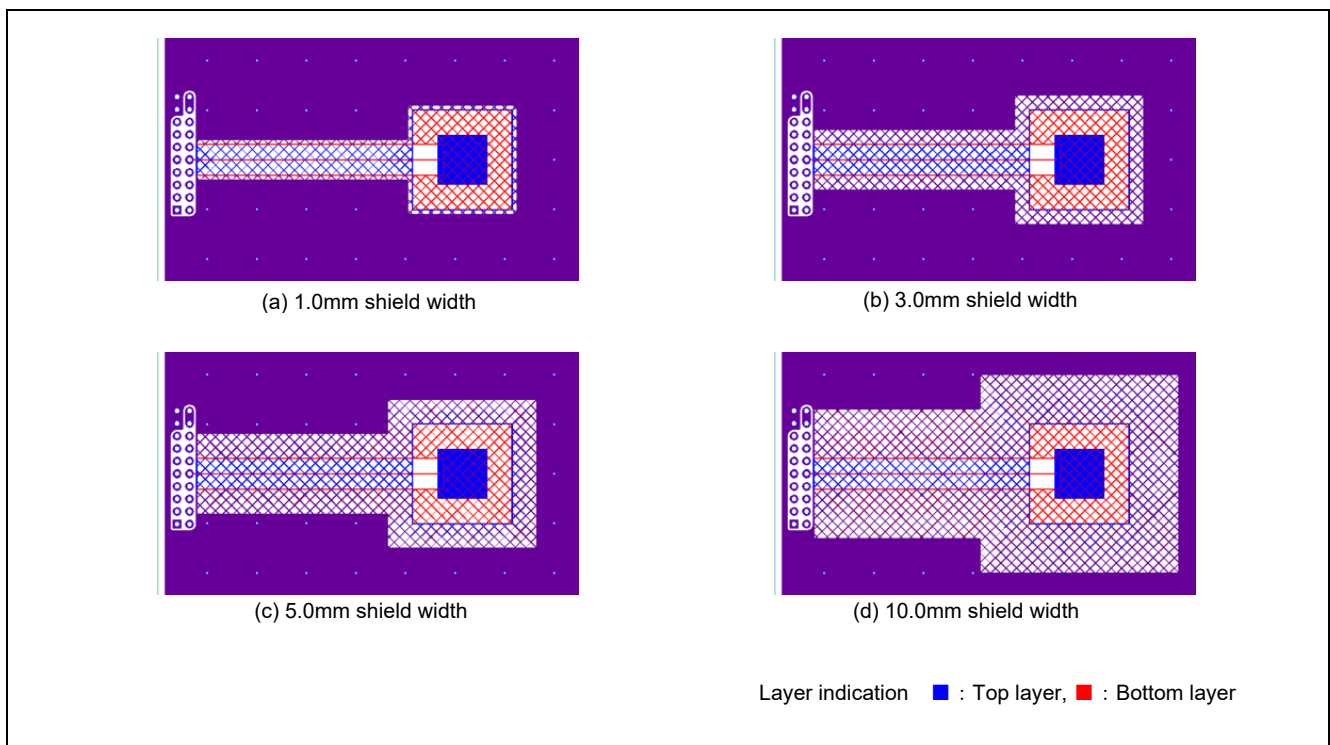 (a) 1.0mm shield width
(b) 3.0mm shield width
(c) 5.0mm shield width
(d) 10.0mm shield width
Layer indication ■ : Top layer, ■ : Bottom layer